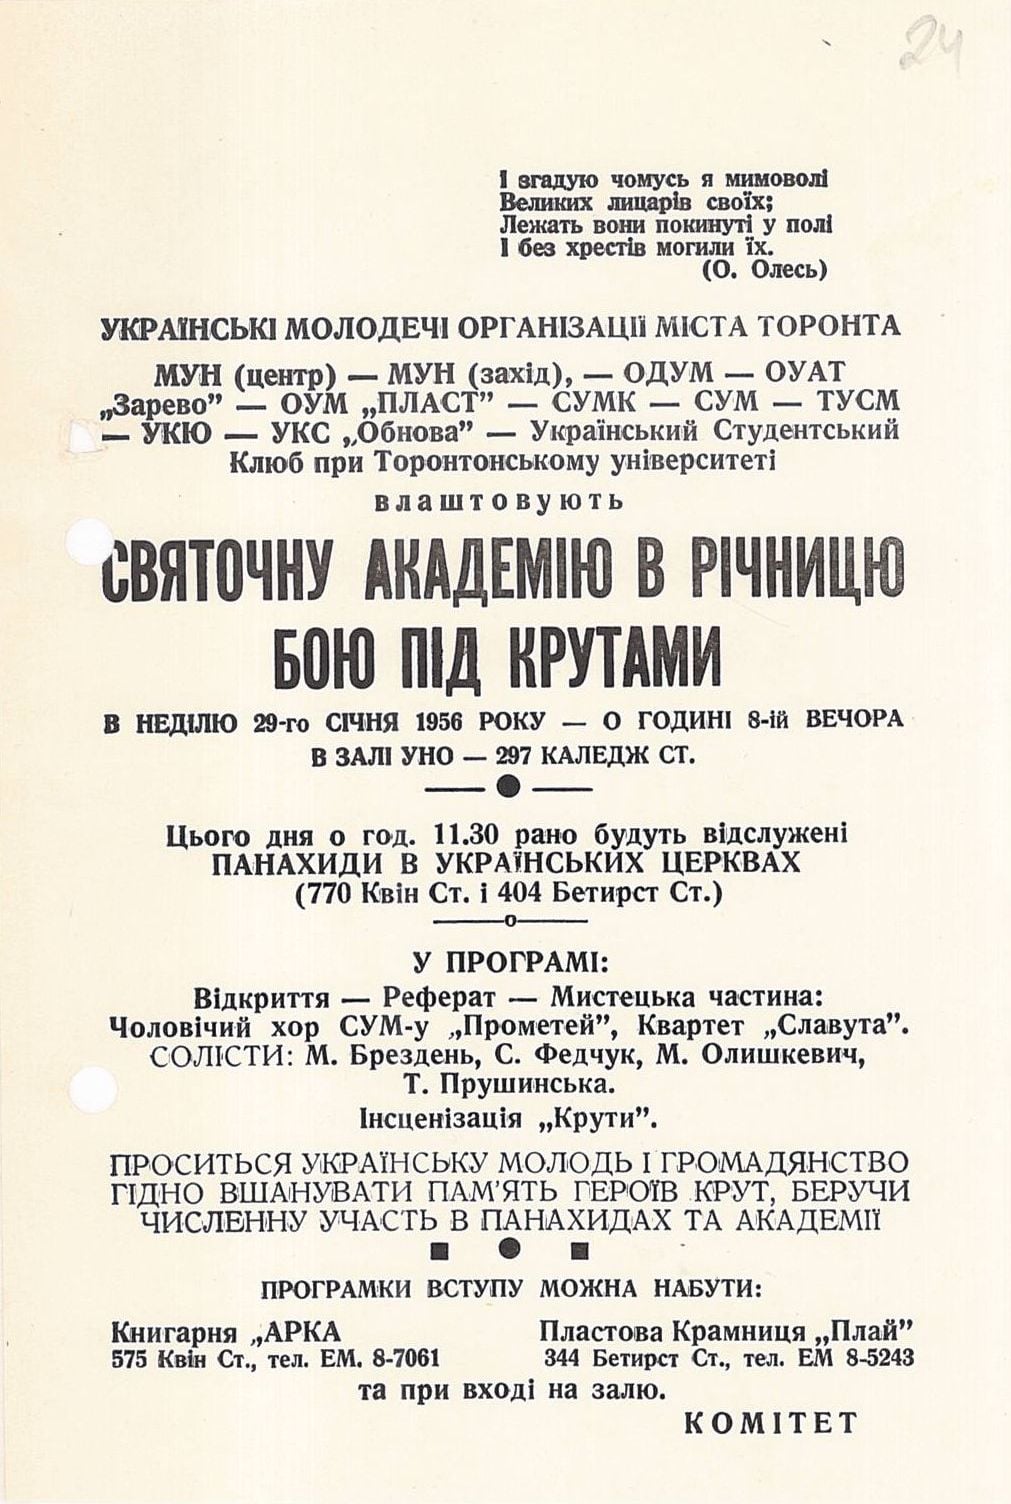 24
І згадую чомусь я мимоволі
Великих лицарів своїх;
Лежать вони покинуті у полі
І без хрестів могили їх.
(О. Олесь)
УКРАЇНСЬКІ МОЛОДЕЧІ ОРГАНІЗАЦІЇ МІСТА ТОРОНТА
МУН (центр) — МУН (захід), — ОДУМ — ОУАТ
„Зарево” — ОУМ „ПЛАСТ” — СУМК — СУМ — ТУСМ
— УКЮ — УКС „Обнова” — Український Студентський
Клюб при Торонтонському університеті
влаштовують
СВЯТОЧНУ АКАДЕМІЮ В РІЧНИЦЮ
БОЮ ПІД КРУТАМИ
В НЕДІЛЮ 29-го СІЧНЯ 1956 РОКУ — О ГОДИНІ 8-ій ВЕЧОРА
В ЗАЛІ УНО — 297 КАЛЕДЖ СТ.
Цього дня о год. 11.30 рано будуть відслужені
ПАНАХИДИ В УКРАЇНСЬКИХ ЦЕРКВАХ
(770 Квін Ст. і 404 Бетирст Ст.)
У ПРОГРАМІ:
Відкриття — Реферат — Мистецька частина:
Чоловічий хор СУМ-у „Прометей”, Квартет „Славута”.
СОЛІСТИ: М. Брездень, С. Федчук, М. Олишкевич,
Т. Прушинська.
Інсценізація „Крути”.
ПРОСИТЬСЯ УКРАЇНСЬКУ МОЛОДЬ І ГРОМАДЯНСТВО
ГІДНО ВШАНУВАТИ ПАМ'ЯТЬ ГЕРОЇВ КРУТ, БЕРУЧИ
ЧИСЛЕННУ УЧАСТЬ В ПАНАХИДАХ ТА АКАДЕМІЇ
ПРОГРАМКИ ВСТУПУ МОЖНА НАБУТИ:
Книгарня „АРКА
575 Квін Ст., тел. ЕМ. 8-7061
Пластова Крамниця „Плай”
344 Бетирст Ст., тел. ЕМ 8-5243
та при вході на залю.
КОМІТЕТ